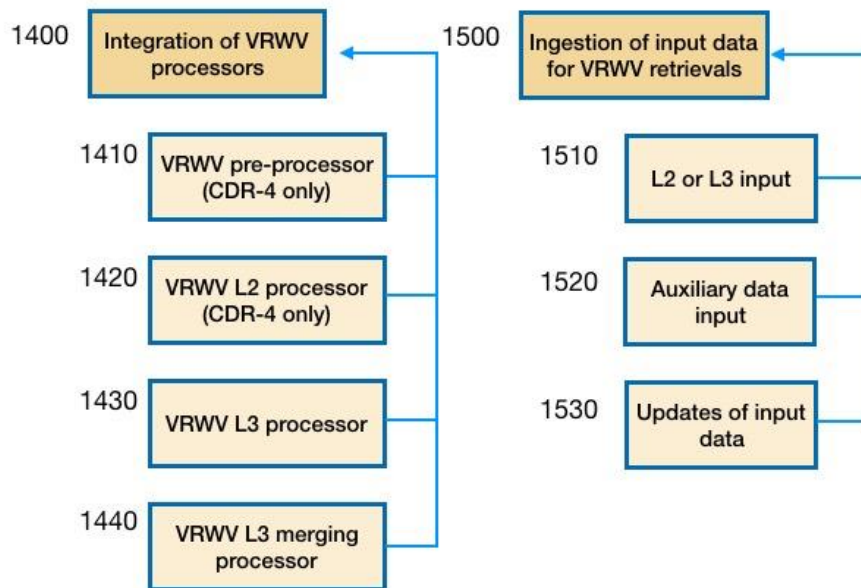 1400
Integration of VRWV
processors
1410
VRWV pre-processor
(CDR-4 only)
1420
VRWV L2 processor
(CDR-4 only)
1430
VRWV L3 processor
1440
VRWV L3 merging
processor
1500
Ingestion of input data
for VRWV retrievals
1510
L2 or L3 input
1520
Auxiliary data
input
1530
Updates of input
data